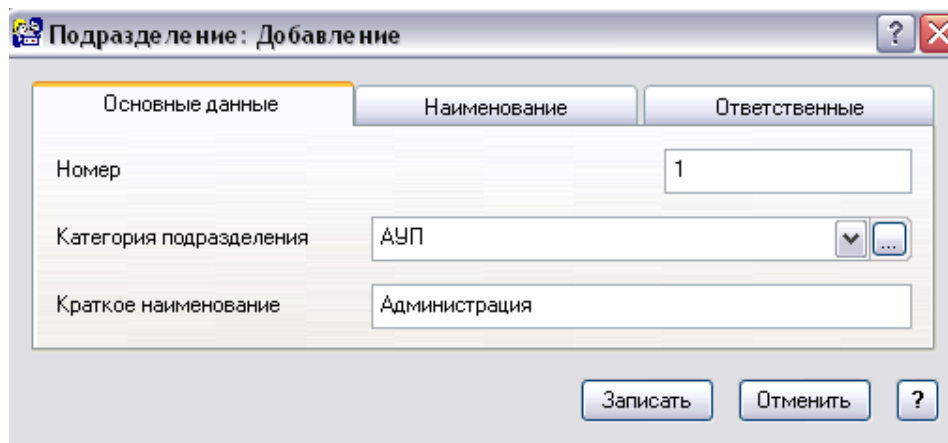 Подразделение: Добавление
?
Основные данные Наименование Ответственные
Номер 1
Категория подразделения АУП ...
Краткое наименование Администрация
Записать Отменить ?